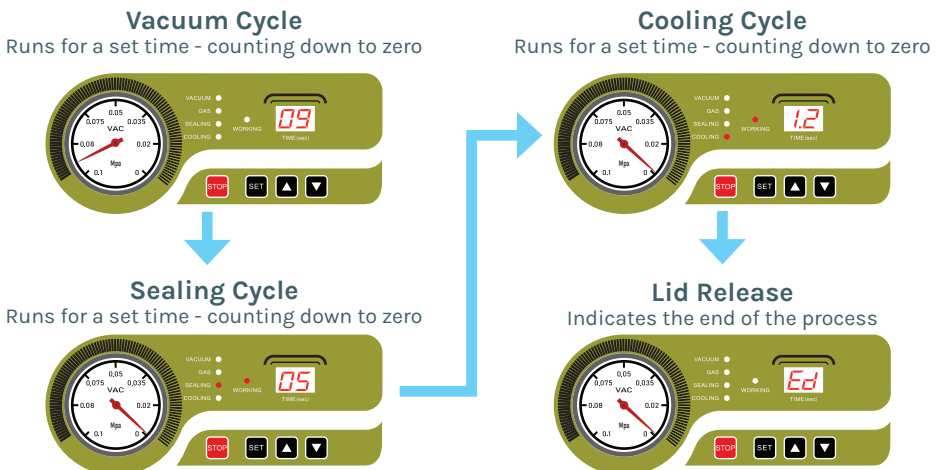 Vacuum Cycle
Runs for a set time - counting down to zero
VACUUM
GAS
SEALING
COOLING
WORKING
09
TIME(sec)
0.05
0.075
0.035
VAC
0.08
0.02
Mpa
0.1
0
STOP
SET
Sealing Cycle
Runs for a set time - counting down to zero
VACUUM
GAS
SEALING
COOLING
WORKING
05
TIME(sec)
0.05
0.075
0.035
VAC
0.08
0.02
Mpa
0.1
0
STOP
SET
Cooling Cycle
Runs for a set time - counting down to zero
VACUUM
GAS
SEALING
COOLING
WORKING
1.2
TIME(sec)
0.05
0.075
0.035
VAC
0.08
0.02
Mpa
0.1
0
STOP
SET
Lid Release
Indicates the end of the process
VACUUM
GAS
SEALING
COOLING
WORKING
Ed
TIME(sec)
0.05
0.075
0.035
VAC
0.08
0.02
Mpa
0.1
0
STOP
SET